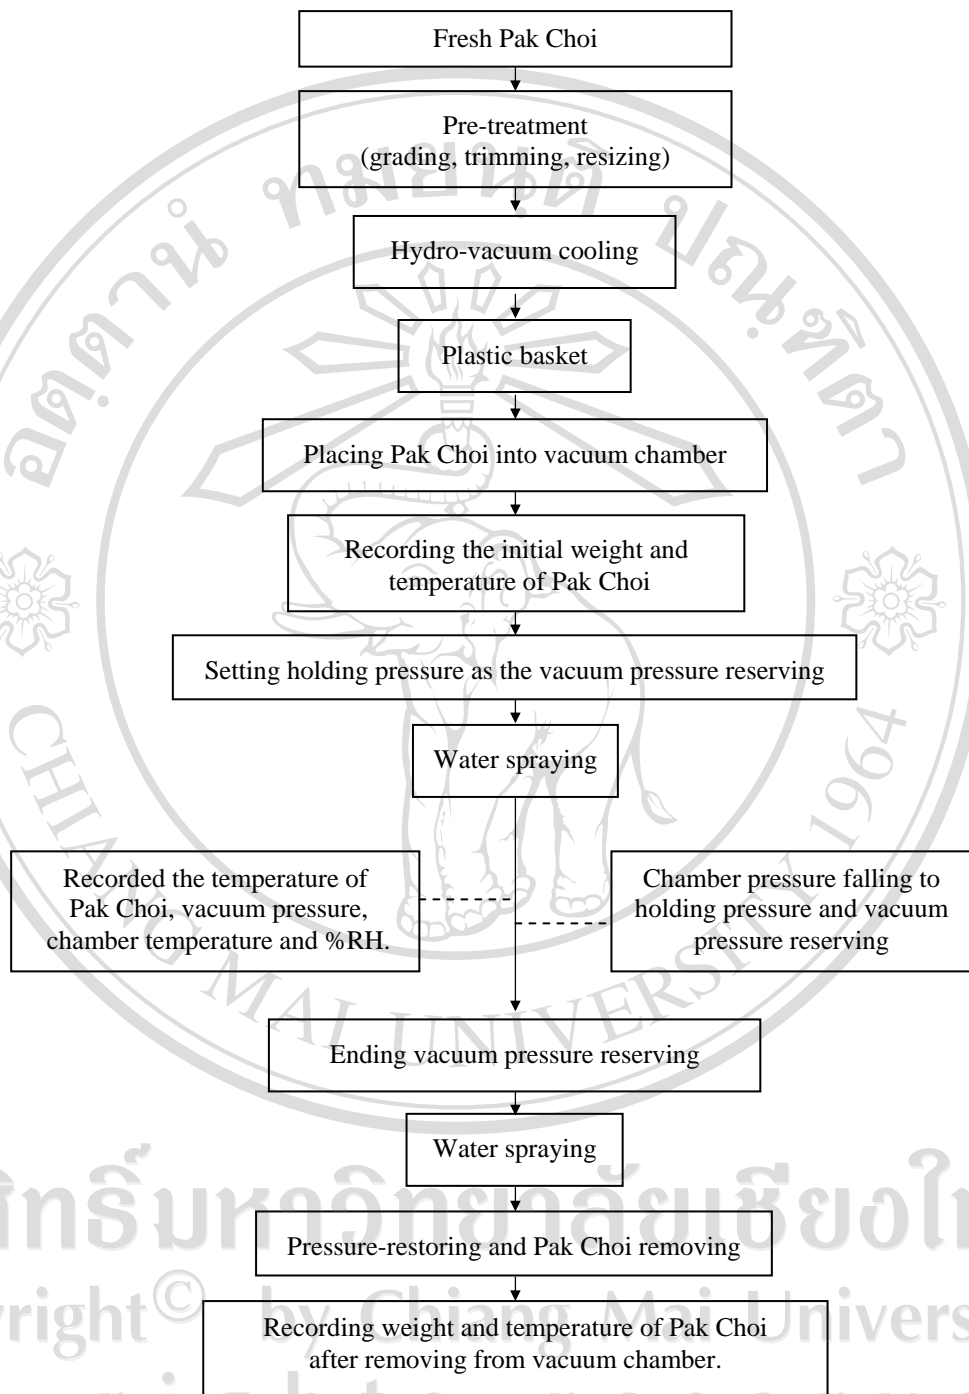 Fresh Pak Choi
Pre-treatment
(grading, trimming, resizing)
Hydro-vacuum cooling
Plastic basket
Placing Pak Choi into vacuum chamber
Recording the initial weight and
temperature of Pak Choi
Setting holding pressure as the vacuum pressure reserving
Water spraying
Recorded the temperature of
Pak Choi, vacuum pressure,
chamber temperature and %RH.
Chamber pressure falling to
holding pressure and vacuum
pressure reserving
Ending vacuum pressure reserving
Water spraying
Pressure-restoring and Pak Choi removing
Recording weight and temperature of Pak Choi
after removing from vacuum chamber.
CHIANG MAI UNIVERSITY 1964
by Chiang Mai